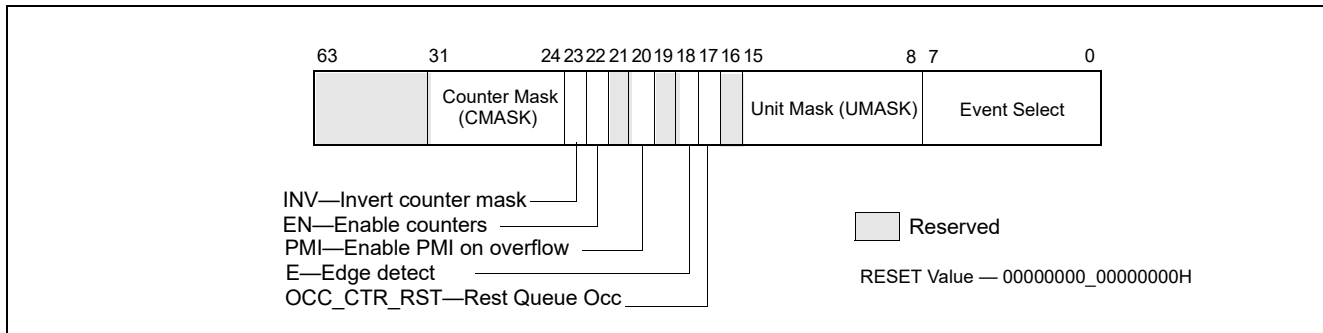 63 31 24 23 22 21 20 19 18 17 16 15 8 7 0
Counter Mask
(CMASK)
Unit Mask (UMASK)
Event Select
INV—Invert counter mask
EN—Enable counters
PMI—Enable PMI on overflow
E—Edge detect
OCC_CTR_RST—Rest Queue Occ
Reserved
RESET Value — 00000000_00000000H